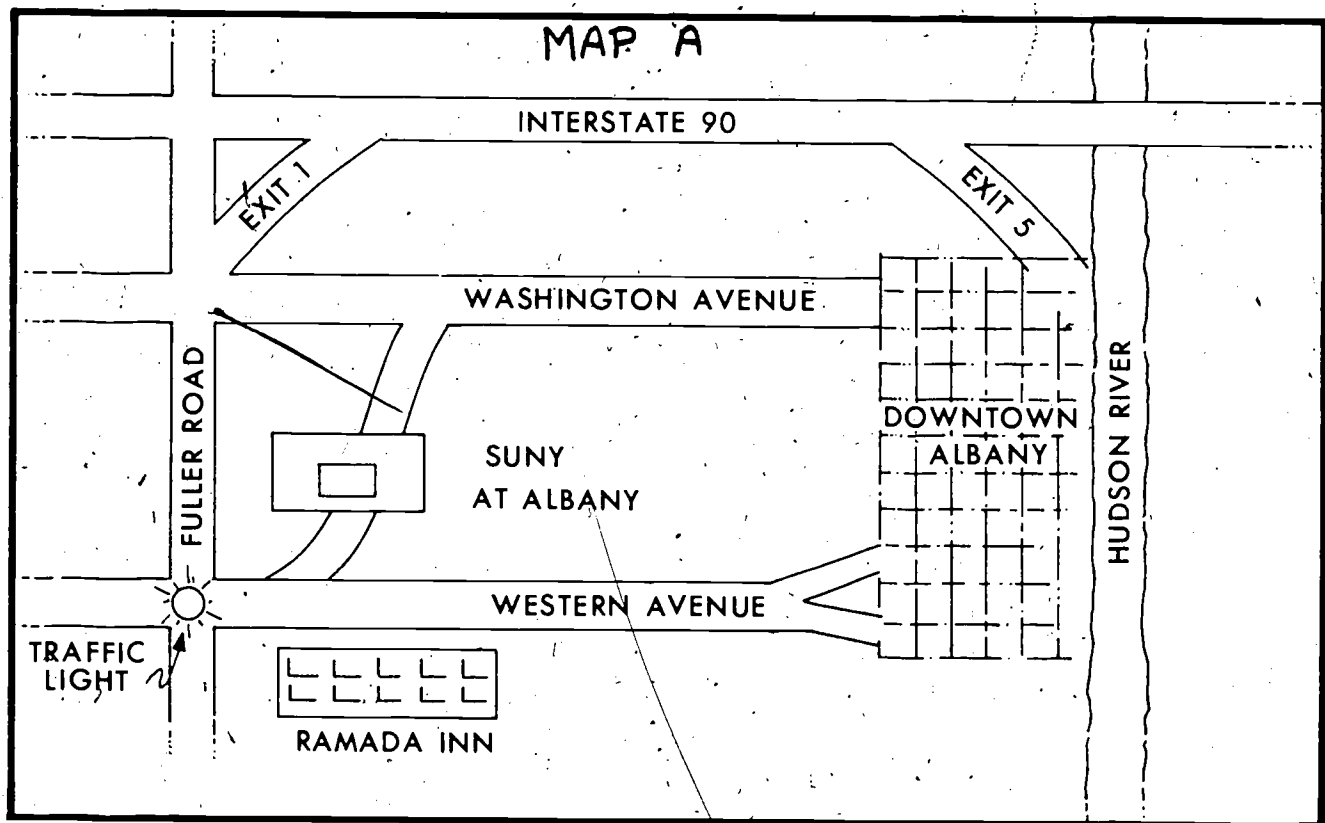 MAP A
INTERSTATE 90
EXIT 1
EXIT 5
WASHINGTON AVENUE
FULLER ROAD
SUNY
AT ALBANY
DOWNTOWN
ALBANY
HUDSON RIVER
WESTERN AVENUE
TRAFFIC
LIGHT
RAMADA INN